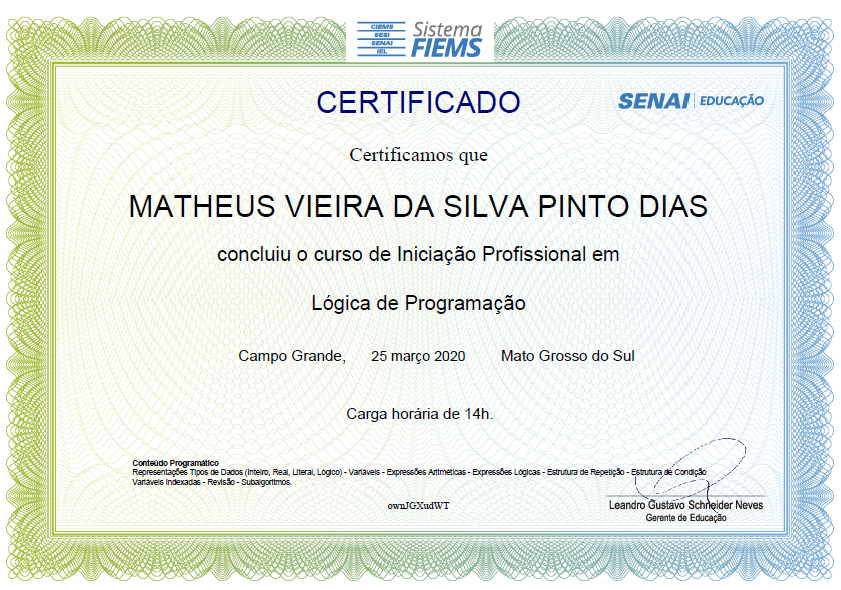 CIEMS
SESI
SENAI
IEL
Sistema
FIEMS
CERTIFICADO
SENAI EDUCAÇÃO
Certificamos que
MATHEUS VIEIRA DA SILVA PINTO DIAS
concluiu o curso de Iniciação Profissional em
Lógica de Programação
Campo Grande, 25 março 2020 Mato Grosso do Sul
Carga horária de 14h.
Conteúdo Programático
Representações Tipos de Dados (Inteiro, Real, Literal, Lógico) - Variáveis - Expressões Aritméticas - Expressões Lógicas - Estrutura de Repetição - Estrutura de Condição
Variáveis Indexadas - Revisão - Subalgoritmos.
ownJGXudWT
Leandro Gustavo Schneider Neves
Gerente de Educação